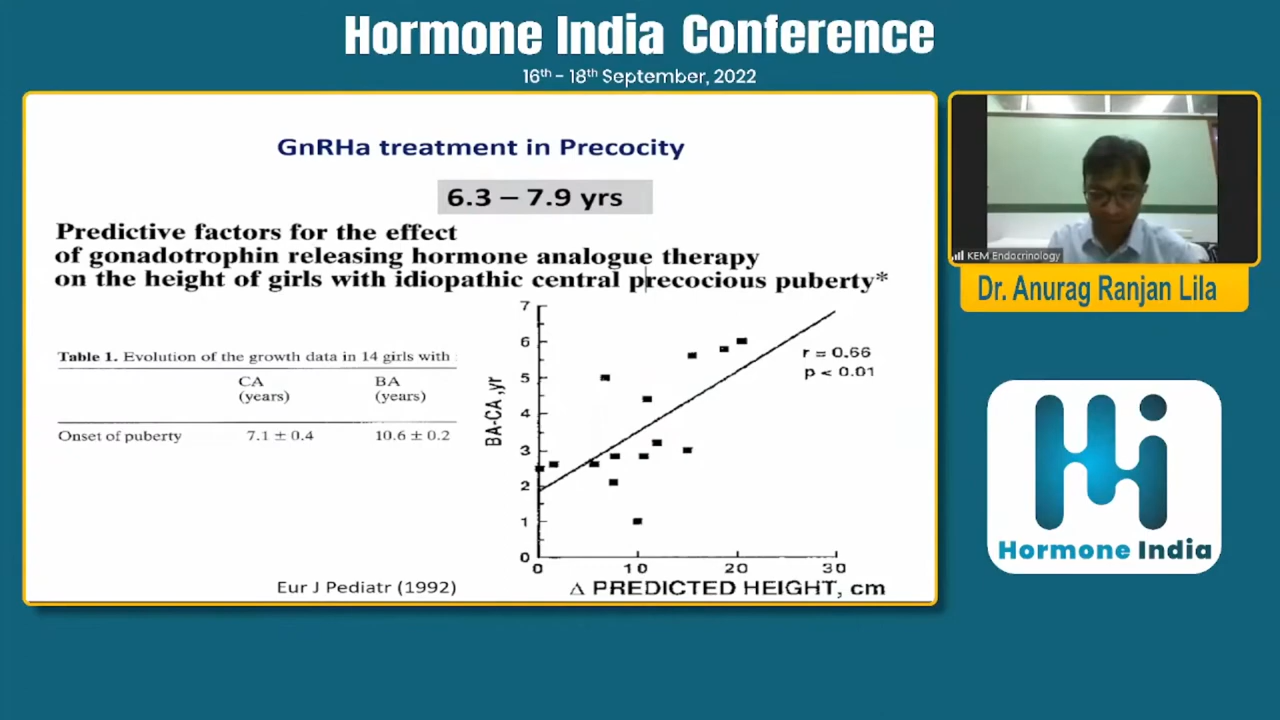 Hormone India Conference
16th - 18th September, 2022
GnRHa treatment in Precocity
6.3 – 7.9 yrs
Predictive factors for the effect
of gonadotrophin releasing hormone analogue therapy
on the height of girls with idiopathic central precocious puberty*
Table 1. Evolution of the growth data in 14 girls with
CA BA
(years) (years)
Onset of puberty 7.1 ± 0.4 10.6 ± 0.2
Eur J Pediatr (1992)
BA-CA, yr
7
6
5
4
3
2
1
0
r = 0.66
p < 0.01
0 10 20 30
Δ PREDICTED HEIGHT, cm
KEM Endocrinology
Dr. Anurag Ranjan Lila
Hormone India